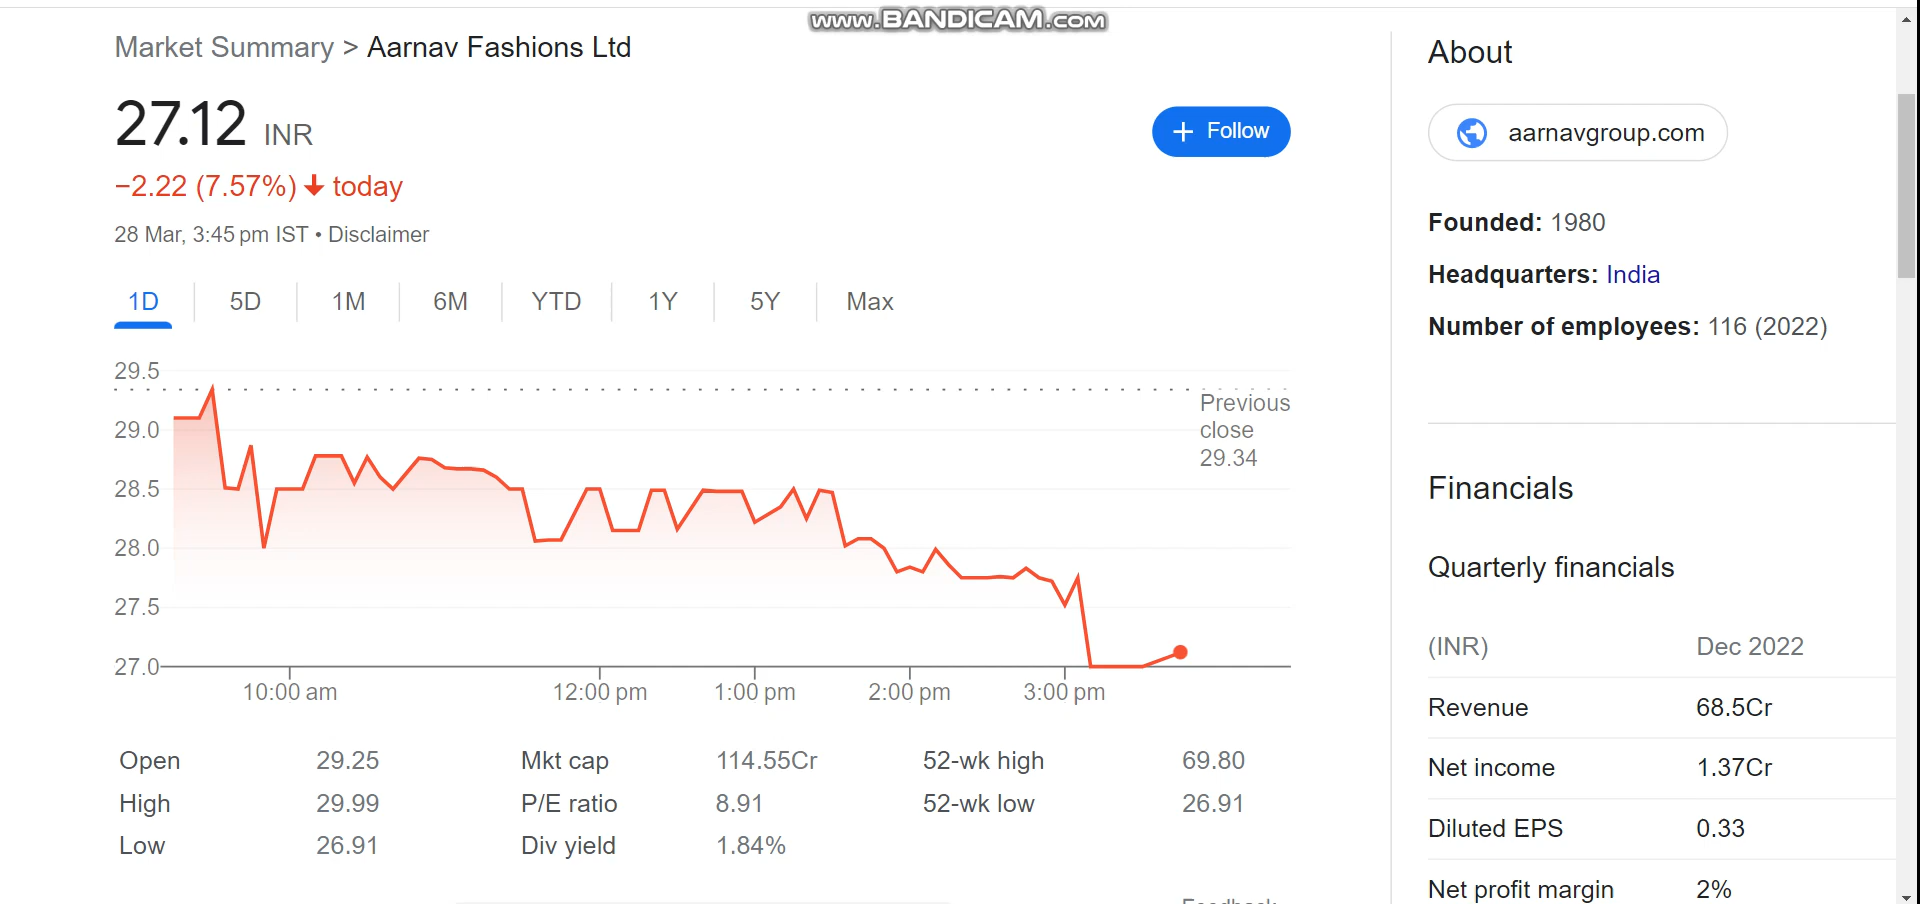 www.BANDICAM.com
Market Summary > Aarnav Fashions Ltd
27.12 INR
+ Follow
−2.22 (7.57%) ↓ today
28 Mar, 3:45 pm IST • Disclaimer
1D 5D 1M 6M YTD 1Y 5Y Max
29.5
29.0
28.5
28.0
27.5
27.0
Previous
close
29.34
10:00 am 12:00 pm 1:00 pm 2:00 pm 3:00 pm
Open 29.25 Mkt cap 114.55Cr 52-wk high 69.80
High 29.99 P/E ratio 8.91 52-wk low 26.91
Low 26.91 Div yield 1.84%
About
aarnavgroup.com
Founded: 1980
Headquarters: India
Number of employees: 116 (2022)
Financials
Quarterly financials
(INR) Dec 2022
Revenue 68.5Cr
Net income 1.37Cr
Diluted EPS 0.33
Net profit margin 2%